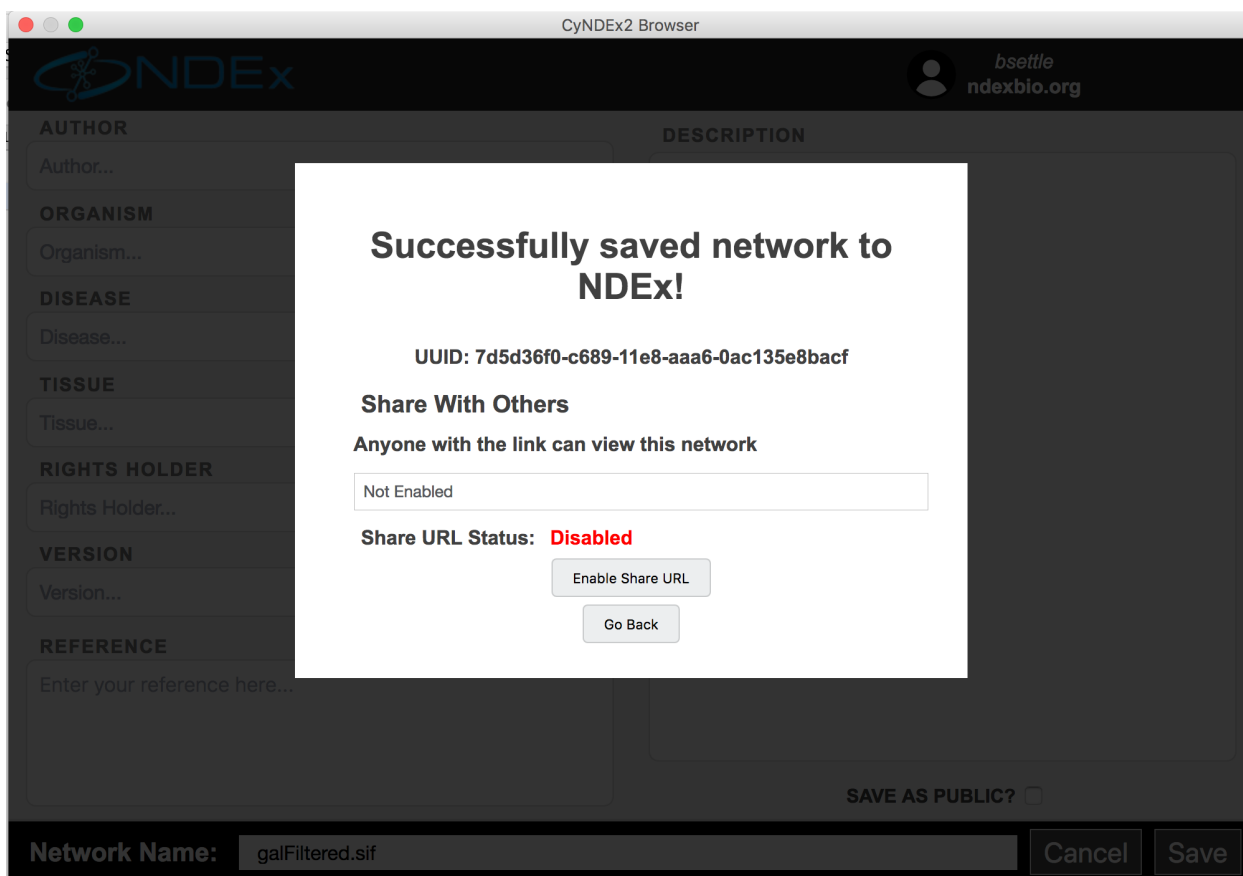 CyNDEx2 Browser
NDEx
bsettle
ndexbio.org
AUTHOR
Author...
ORGANISM
Organism...
DISEASE
Disease...
TISSUE
Tissue...
RIGHTS HOLDER
Rights Holder...
VERSION
Version...
REFERENCE
Enter your reference here...
DESCRIPTION
Successfully saved network to
NDEx!
UUID: 7d5d36f0-c689-11e8-aaa6-0ac135e8bacf
Share With Others
Anyone with the link can view this network
Not Enabled
Share URL Status: Disabled
Enable Share URL
Go Back
SAVE AS PUBLIC?
Network Name: galFiltered.sif Cancel Save